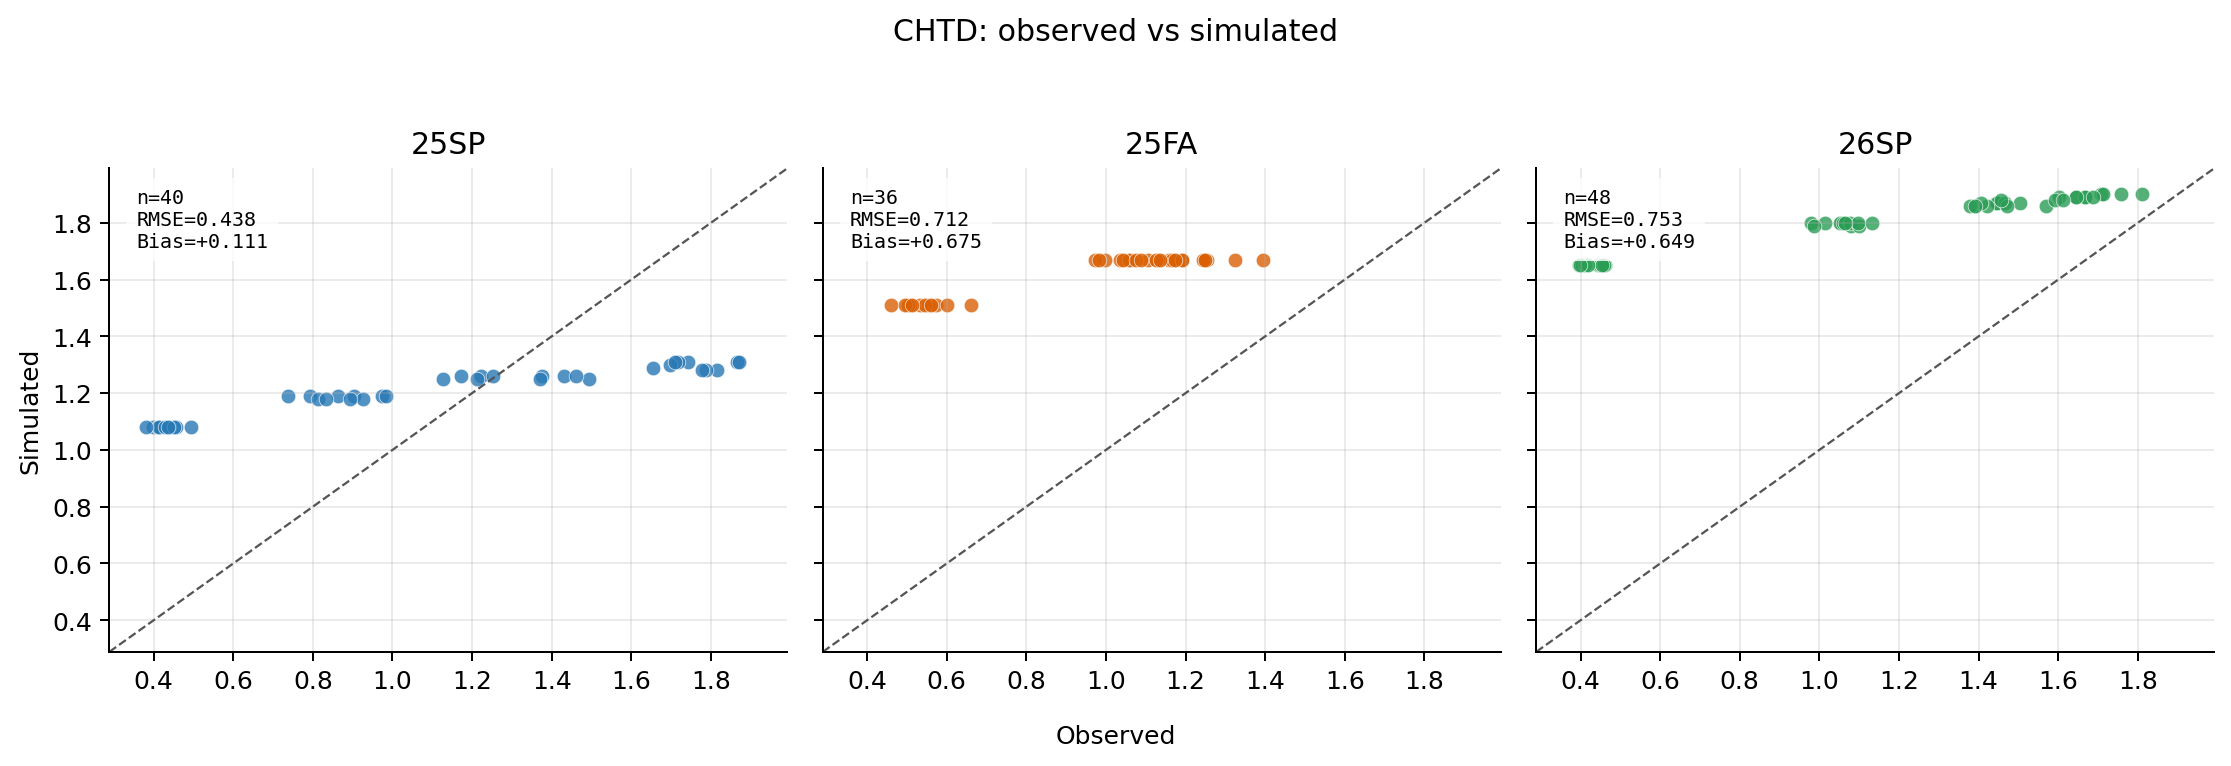 CHTD: observed vs simulated
25SP
n=40
RMSE=0.438
Bias=+0.111
1.8
1.6
1.4
1.2
1.0
0.8
0.6
0.4
Simulated
0.4 0.6 0.8 1.0 1.2 1.4 1.6 1.8
25FA
n=36
RMSE=0.712
Bias=+0.675
0.4 0.6 0.8 1.0 1.2 1.4 1.6 1.8
26SP
n=48
RMSE=0.753
Bias=+0.649
0.4 0.6 0.8 1.0 1.2 1.4 1.6 1.8
Observed